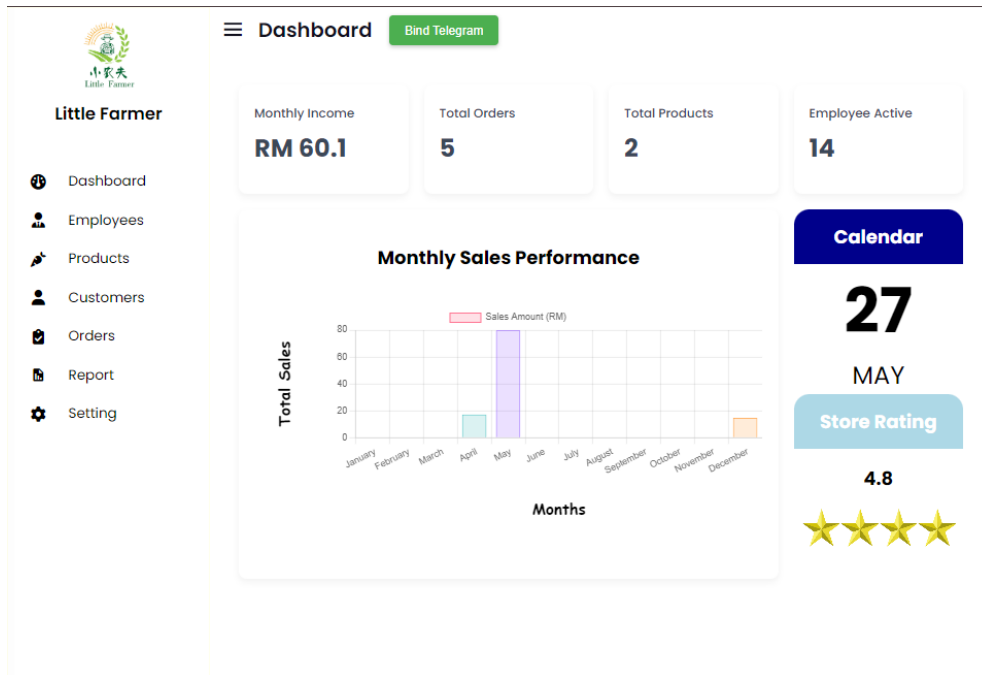 小农夫
Little Farmer
Little Farmer
Dashboard
Employees
Products
Customers
Orders
Report
Setting
Dashboard
Bind Telegram
Monthly Income
RM 60.1
Total Orders
5
Total Products
2
Employee Active
14
Monthly Sales Performance
Sales Amount (RM)
Total Sales
80
60
40
20
0
January
February
March
April
May
June
July
August
September
October
November
December
Months
Calendar
27
MAY
Store Rating
4.8